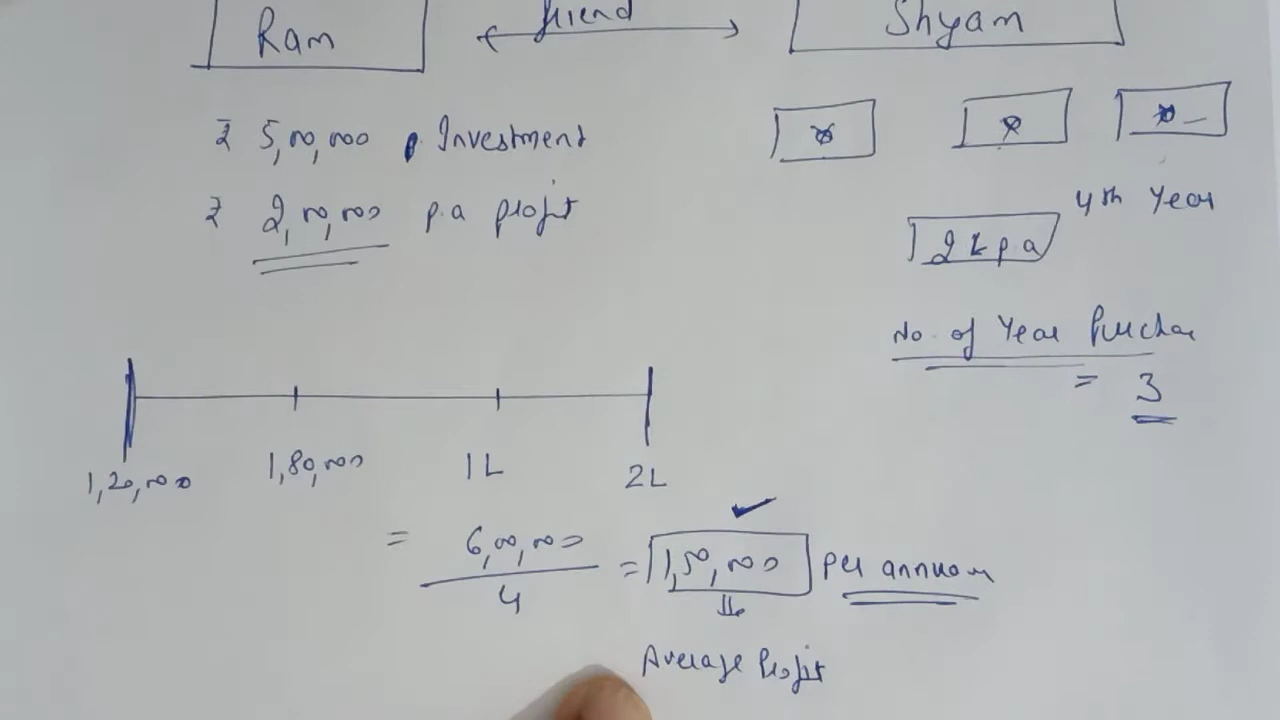 Ram friend Shyam
₹ 5,00,000 Investment
₹ 2,00,000 p.a profit
4th Year
2 L p.a
No. of Year Purchase
= 3
1,20,000 1,80,000 1L 2L
= 6,00,000 / 4 = 1,50,000 Per annum
Average Profit